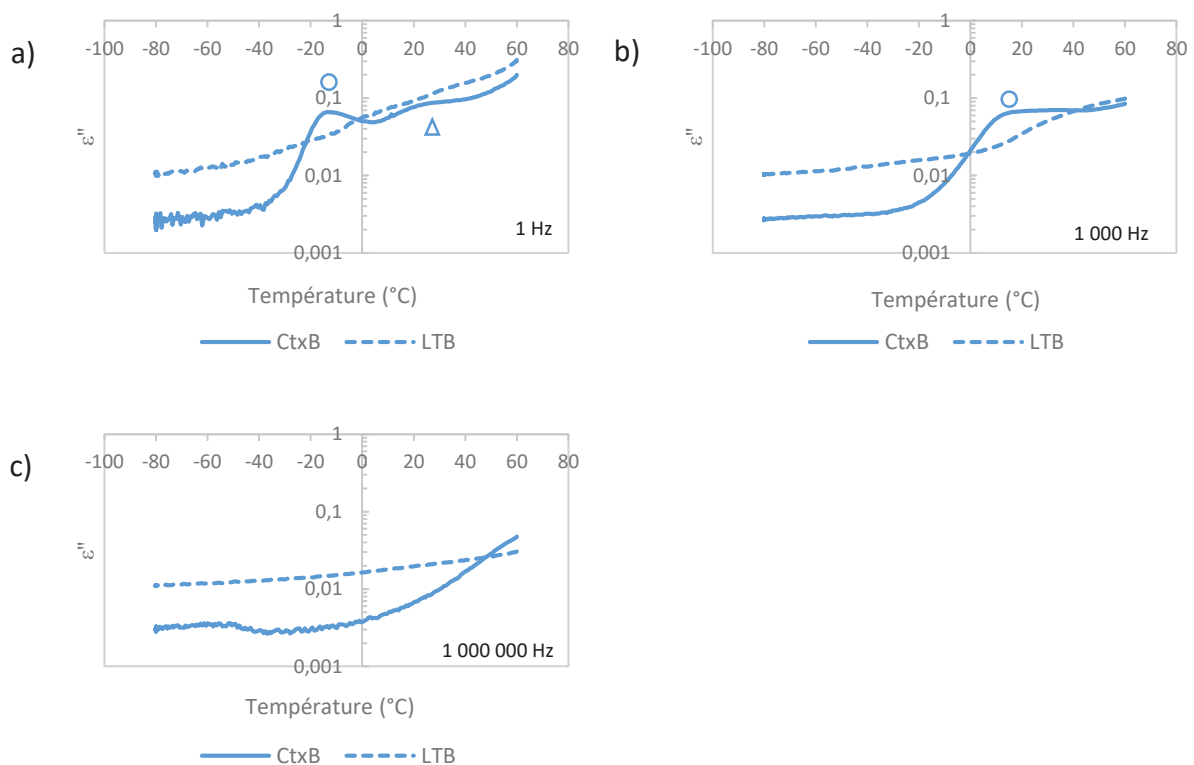 a)
1
-100 -80 -60 -40 -20 0 20 40 60 80
0,1
0,01
0,001
ε"
1 Hz
Température (°C)
CtxB LTB
b)
1
-100 -80 -60 -40 -20 0 20 40 60 80
0,1
0,01
0,001
ε"
1 000 Hz
Température (°C)
CtxB LTB
c)
1
-100 -80 -60 -40 -20 0 20 40 60 80
0,1
0,01
0,001
ε"
1 000 000 Hz
Température (°C)
CtxB LTB